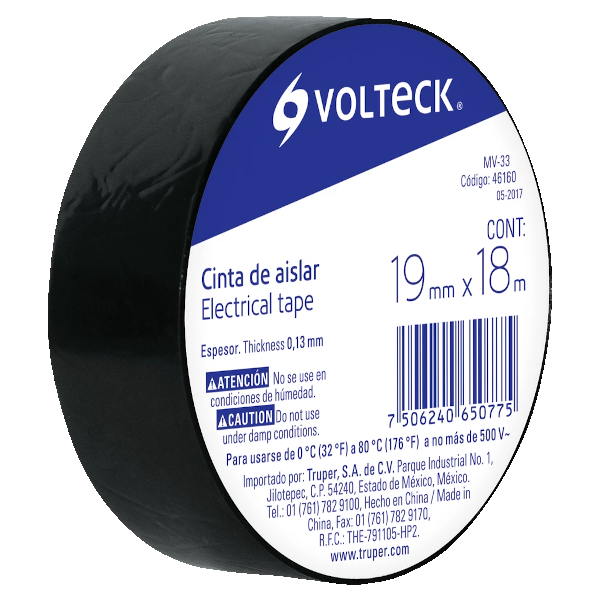 VOLTECK®
MV-33
Código: 46160
05-2017
CONT:
19 mm x 18 m
Cinta de aislar
Electrical tape
Espesor. Thickness 0,13 mm
ATENCIÓN No se use en
condiciones de húmedad.
CAUTION Do not use
under damp conditions.
7 506240 650775
Para usarse de 0 °C (32 °F) a 80 °C (176 °F) a no más de 500 V~
Importado por: Truper, S.A. de C.V. Parque Industrial No. 1,
Jilotepec, C.P. 54240, Estado de México, México.
Tel.: 01 (761) 782 9100, Hecho en China / Made in
China, Fax: 01 (761) 782 9170,
R.F.C.: THE-791105-HP2.
www.truper.com